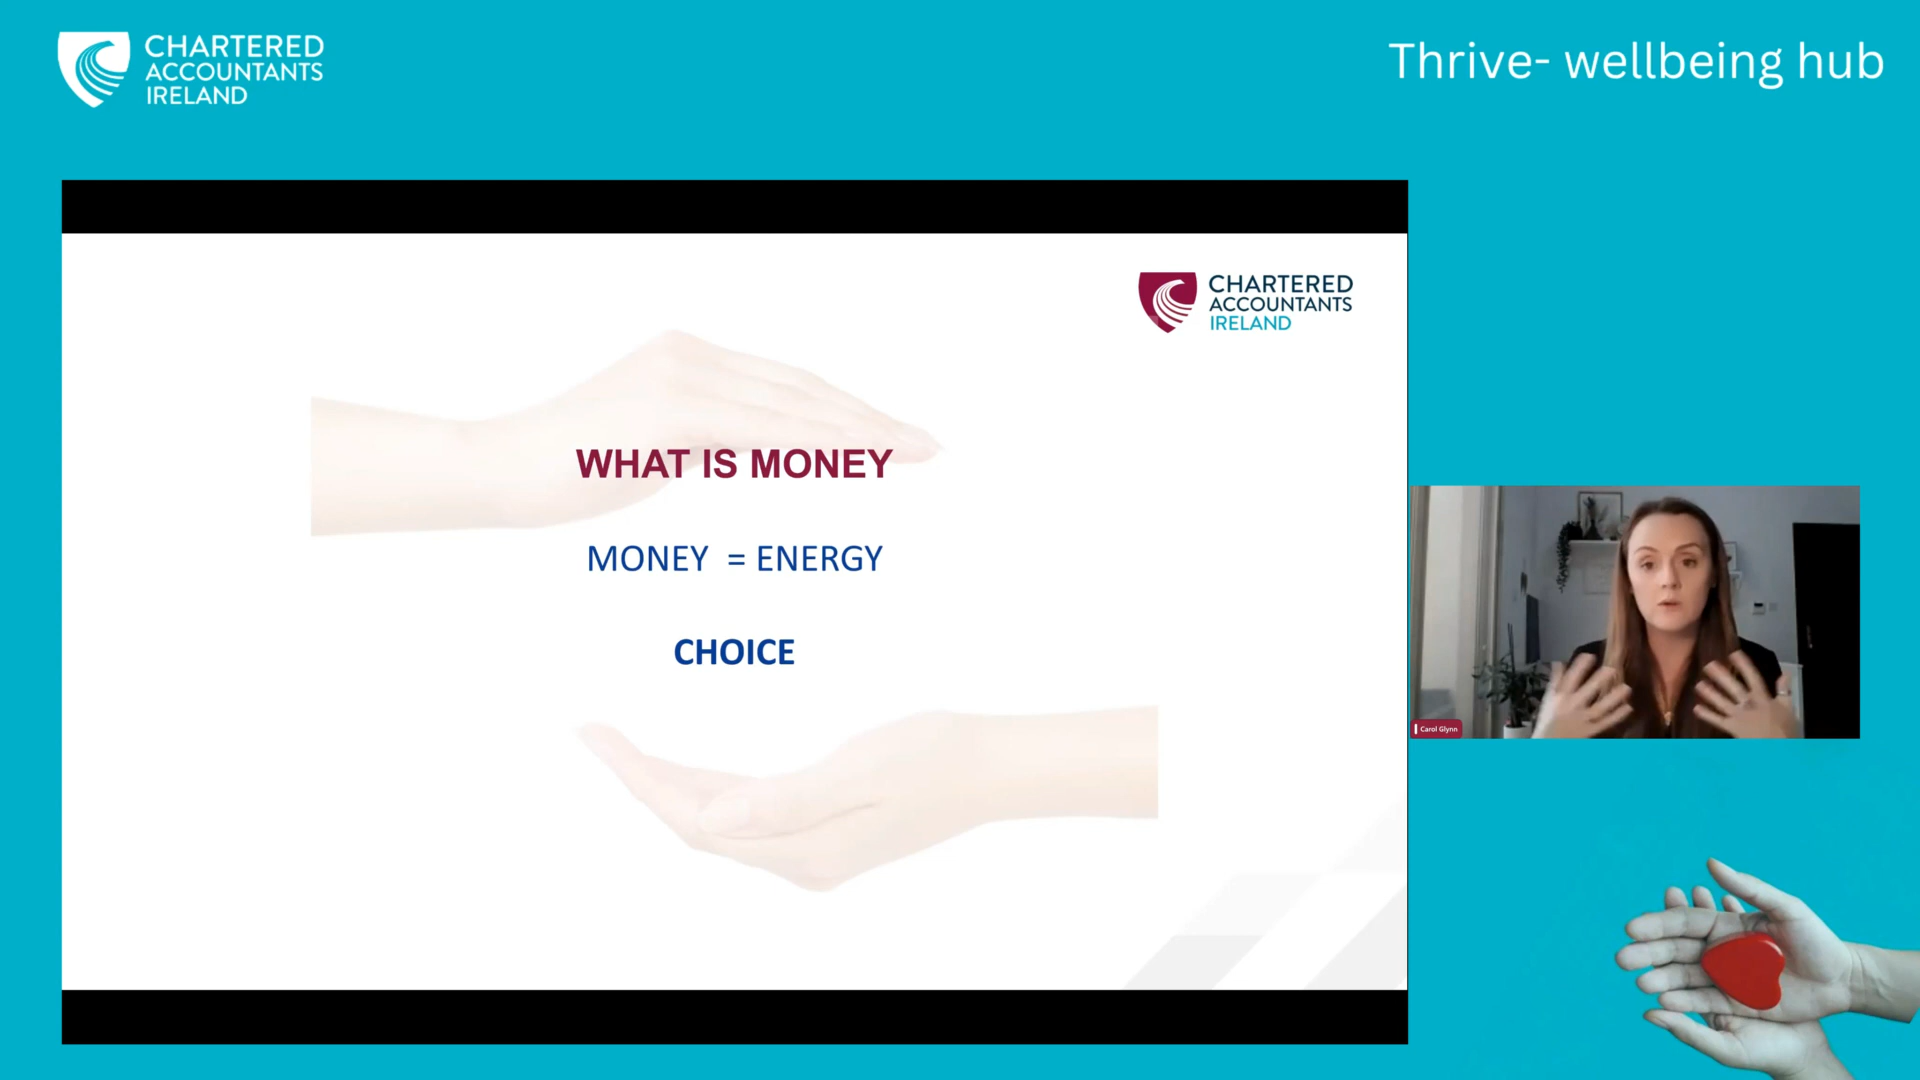 CHARTERED
ACCOUNTANTS
IRELAND
Thrive- wellbeing hub
CHARTERED
ACCOUNTANTS
IRELAND
WHAT IS MONEY
MONEY = ENERGY
CHOICE
Carol Glynn